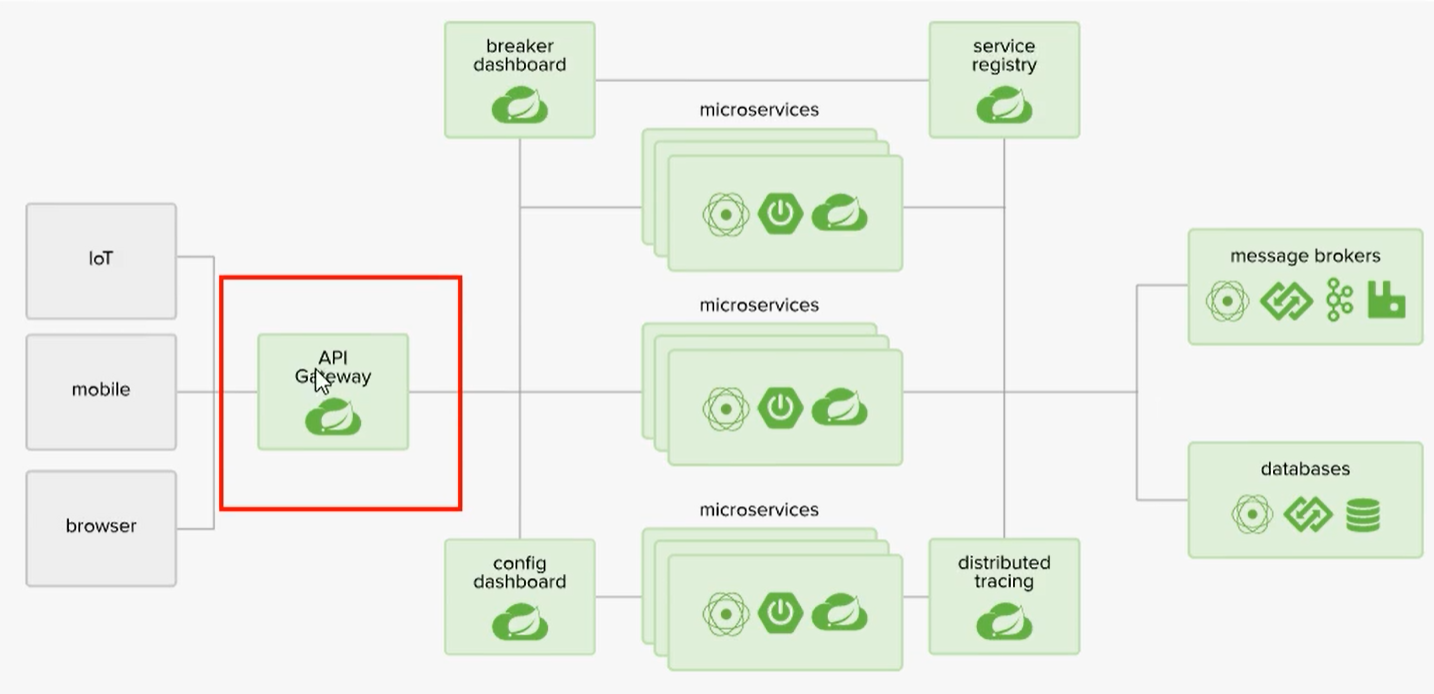 breaker
dashboard
service
registry
microservices
IoT
message brokers
microservices
API
Gateway
mobile
databases
microservices
browser
config
dashboard
distributed
tracing